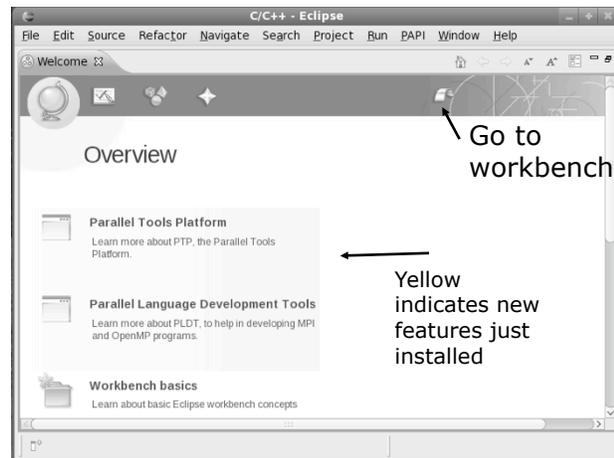 C/C++ - Eclipse
File Edit Source Refactor Navigate Search Project Run PAPI Window Help
Welcome
Go to
workbench
Overview
Parallel Tools Platform
Learn more about PTP, the Parallel Tools
Platform.
Yellow
indicates new
features just
installed
Parallel Language Development Tools
Learn more about PLDT, to help in developing MPI
and OpenMP programs.
Workbench basics
Learn about basic Eclipse workbench concepts